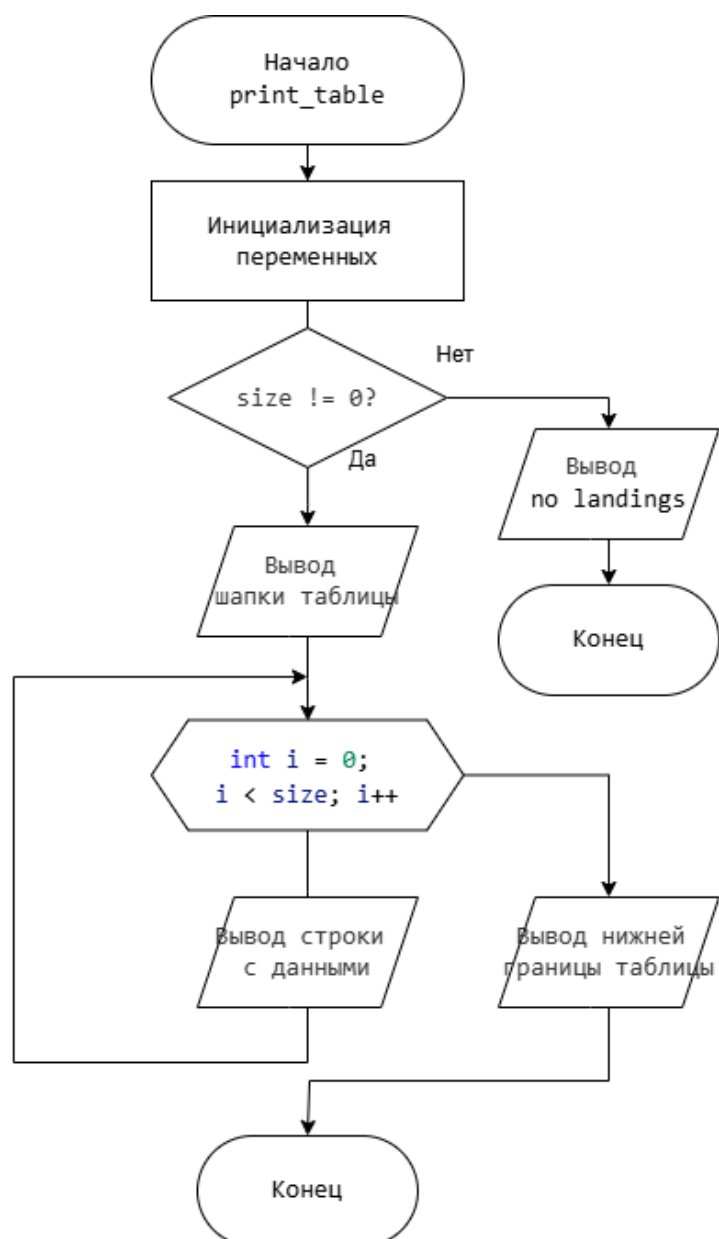 Начало
print_table
Инициализация
переменных
size != 0?
Нет
Да
Вывод
no landings
Вывод
шапки таблицы
Конец
int i = 0;
i < size; i++
Вывод строки
с данными
Вывод нижней
границы таблицы
Конец